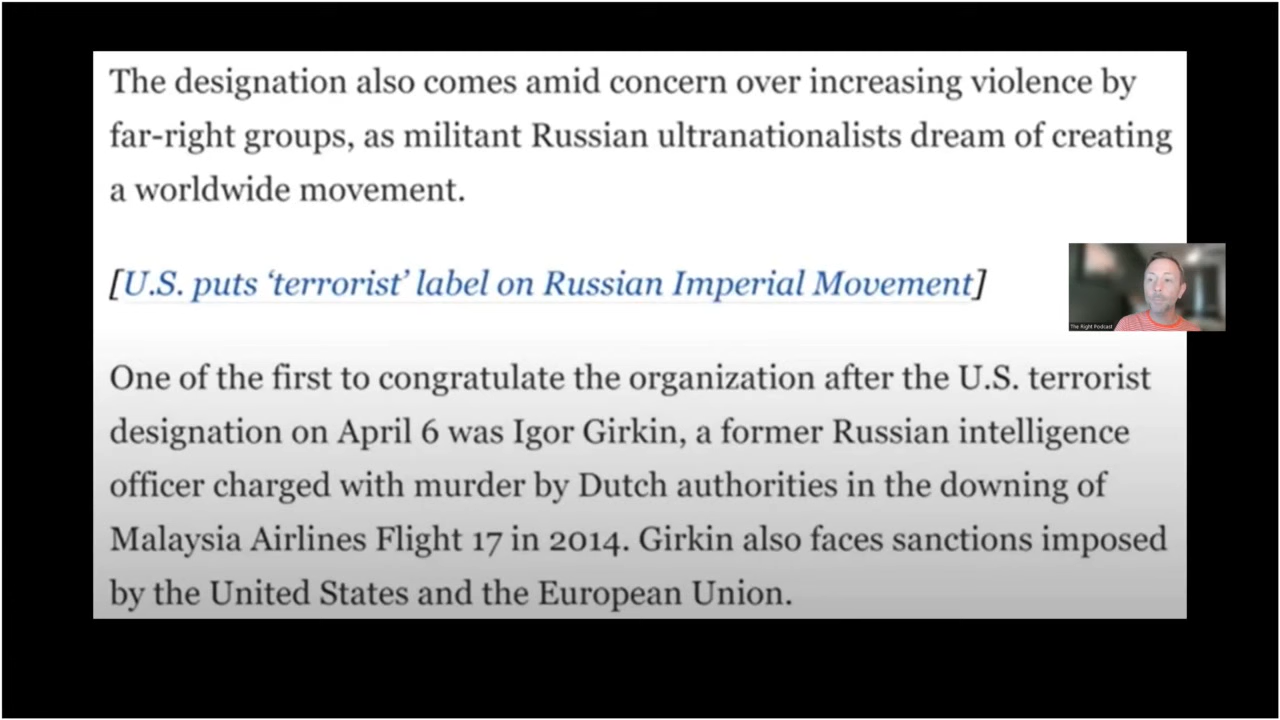 The designation also comes amid concern over increasing violence by
far-right groups, as militant Russian ultranationalists dream of creating
a worldwide movement.
[U.S. puts ‘terrorist’ label on Russian Imperial Movement]
The Right Podcast
One of the first to congratulate the organization after the U.S. terrorist
designation on April 6 was Igor Girkin, a former Russian intelligence
officer charged with murder by Dutch authorities in the downing of
Malaysia Airlines Flight 17 in 2014. Girkin also faces sanctions imposed
by the United States and the European Union.